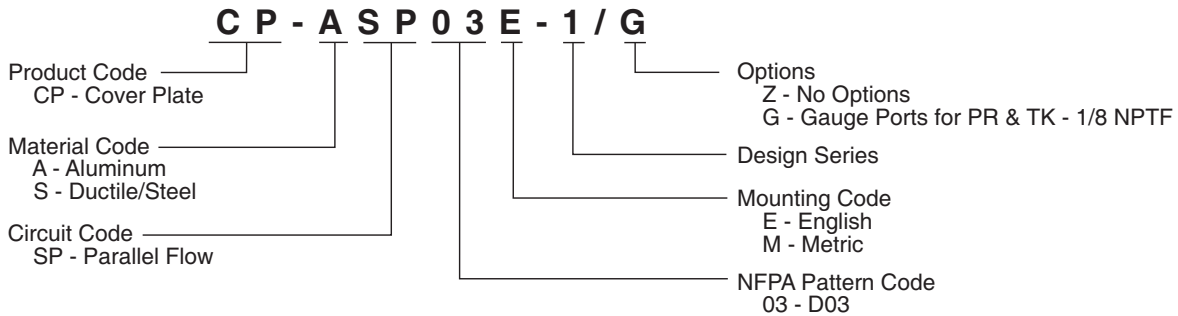 CP-ASP03E-1/G
Product Code
CP - Cover Plate
Material Code
A - Aluminum
S - Ductile/Steel
Circuit Code
SP - Parallel Flow
Options
Z - No Options
G - Gauge Ports for PR & TK - 1/8 NPTF
Design Series
Mounting Code
E - English
M - Metric
NFPA Pattern Code
03 - D03